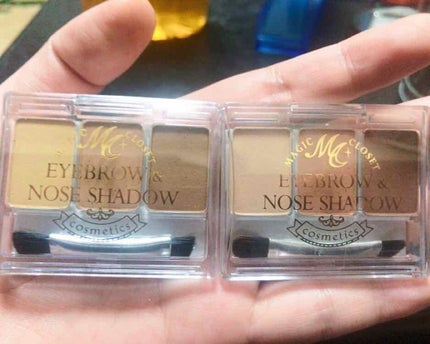 MAGIC CLOSET
MC
EYEBROW &
NOSE SHADOW
cosmetics
MAGIC CLOSET
MC
EYEBROW &
NOSE SHADOW
cosmetics